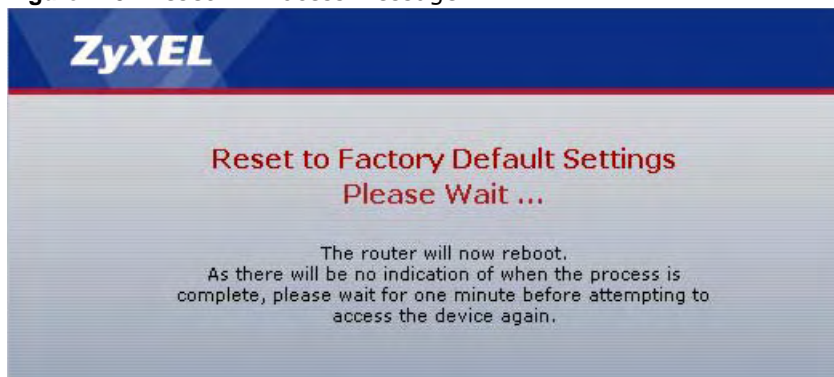 ZyXEL
Reset to Factory Default Settings
Please Wait ...
The router will now reboot.
As there will be no indication of when the process is
complete, please wait for one minute before attempting to
access the device again.